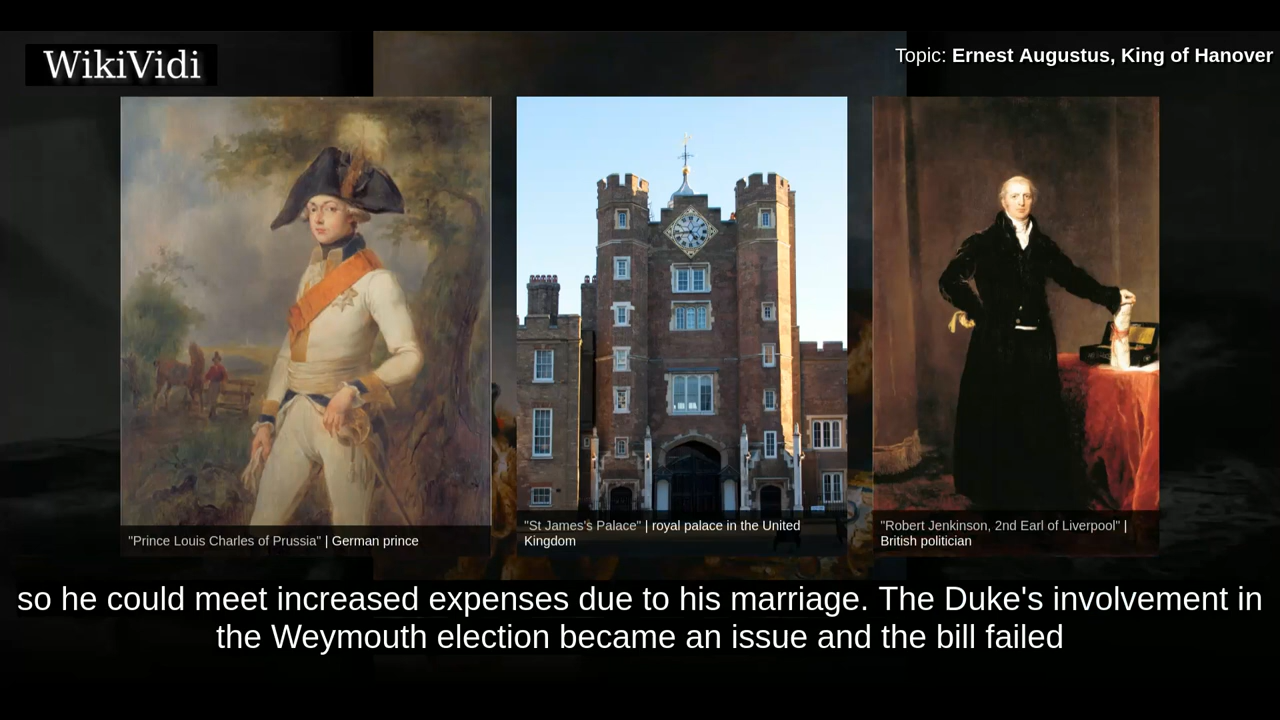 WikiVidi
Topic: Ernest Augustus, King of Hanover
"Prince Louis Charles of Prussia" | German prince
"St James's Palace" | royal palace in the United
Kingdom
"Robert Jenkinson, 2nd Earl of Liverpool" |
British politician
so he could meet increased expenses due to his marriage. The Duke's involvement in
the Weymouth election became an issue and the bill failed